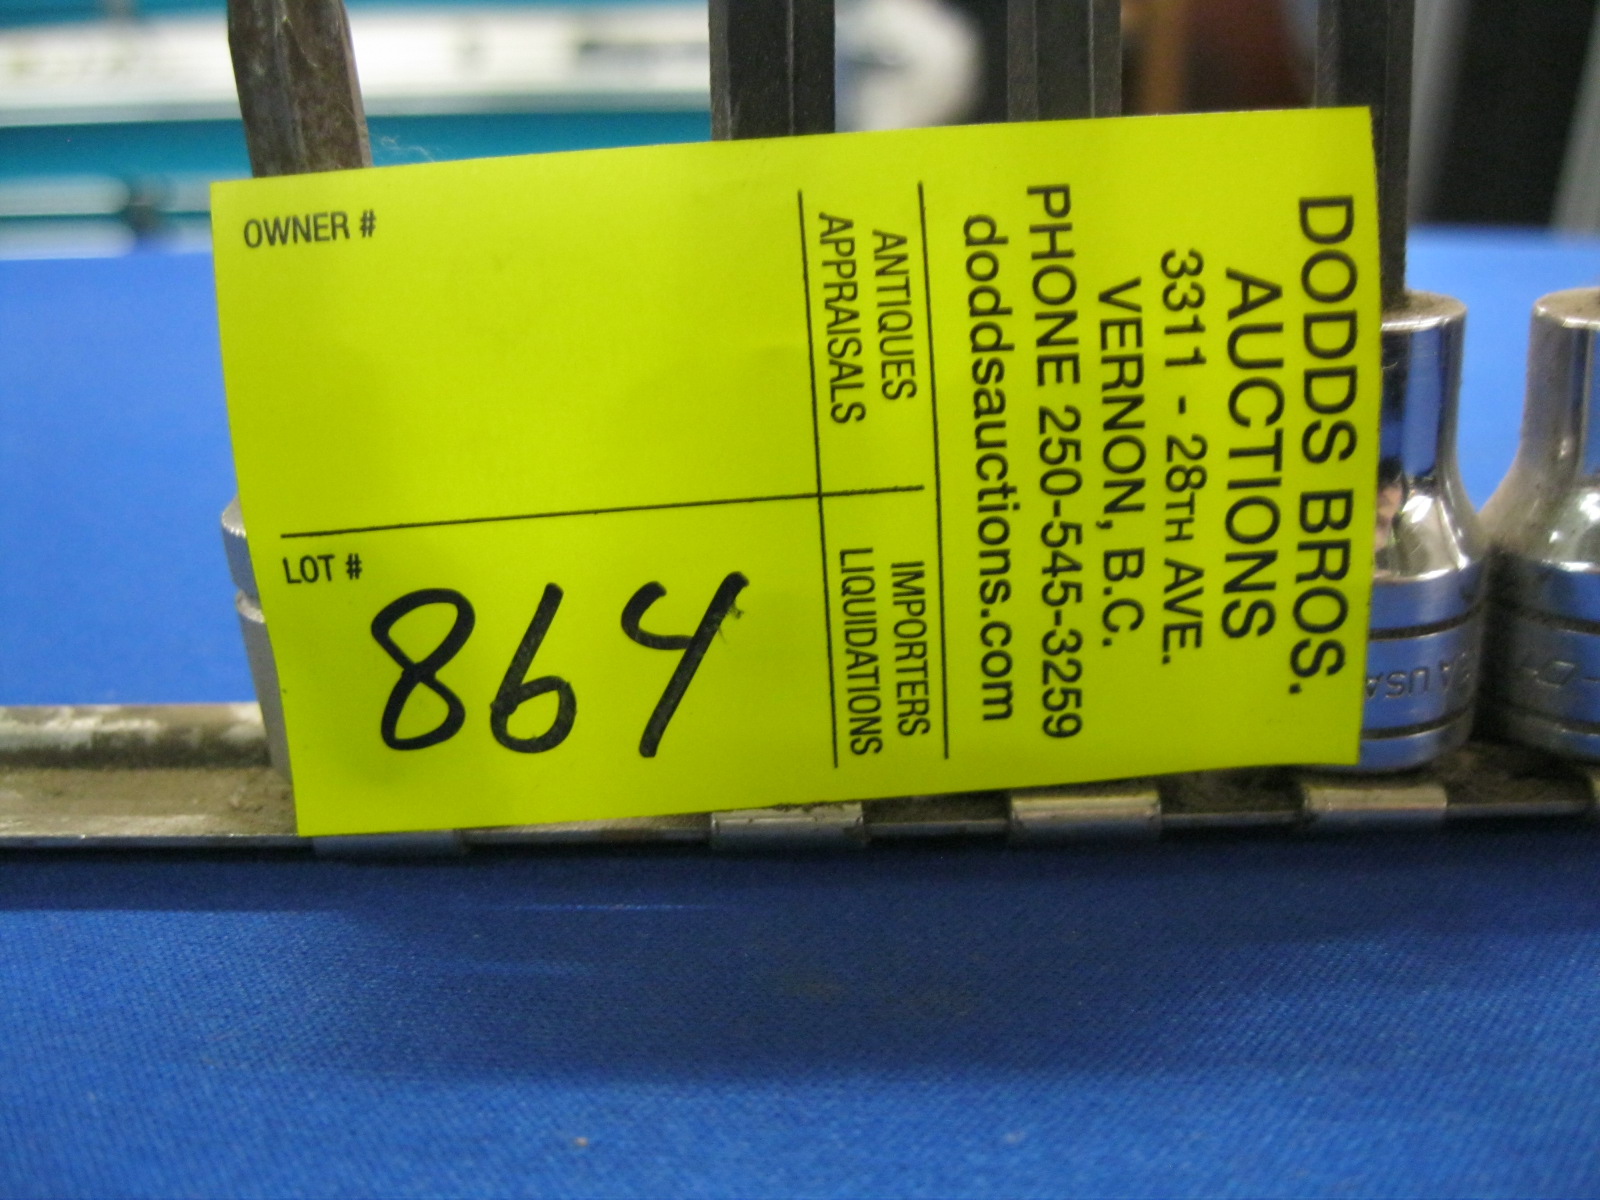 DODDS BROS.
AUCTIONS
3311 - 28TH AVE.
VERNON, B.C.
PHONE 250-545-3259
doddsauctions.com
ANTIQUES
APPRAISALS
IMPORTERS
LIQUIDATIONS
OWNER #
LOT #
864
USA